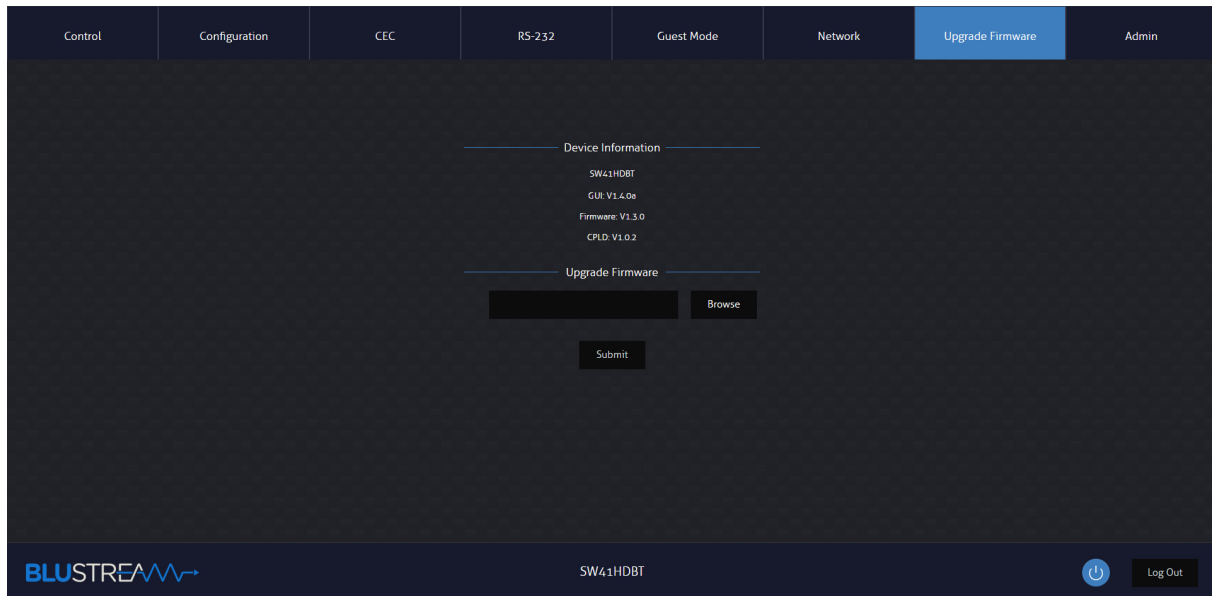 Control Configuration CEC RS-232 Guest Mode Network Upgrade Firmware Admin
Device Information
SW41HDBT
GUI: V1.4.0a
Firmware: V1.3.0
CPLD: V1.0.2
Upgrade Firmware
Browse
Submit
BLUSTREAM SW41HDBT Log Out